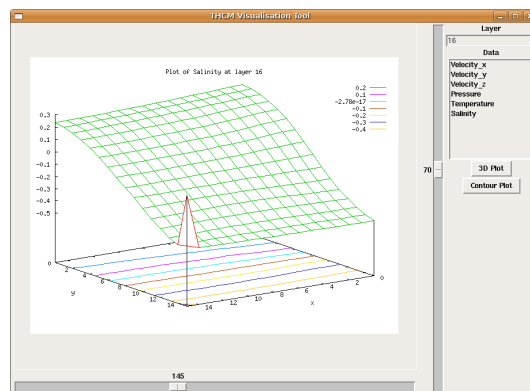 THCM Visualisation Tool
Layer
16
Data
Velocity_x
Velocity_y
Velocity_z
Pressure
Temperature
Salinity
3D Plot
Contour Plot
70
145
Plot of Salinity at layer 16
0.2
0.1
-2.78e-17
-0.1
-0.2
-0.3
-0.4
0.3
0.2
0.1
0
-0.1
-0.2
-0.3
-0.4
-0.5
0
2
4
6
8
10
12
14
y
14
12
10
8
6
4
2
0
x